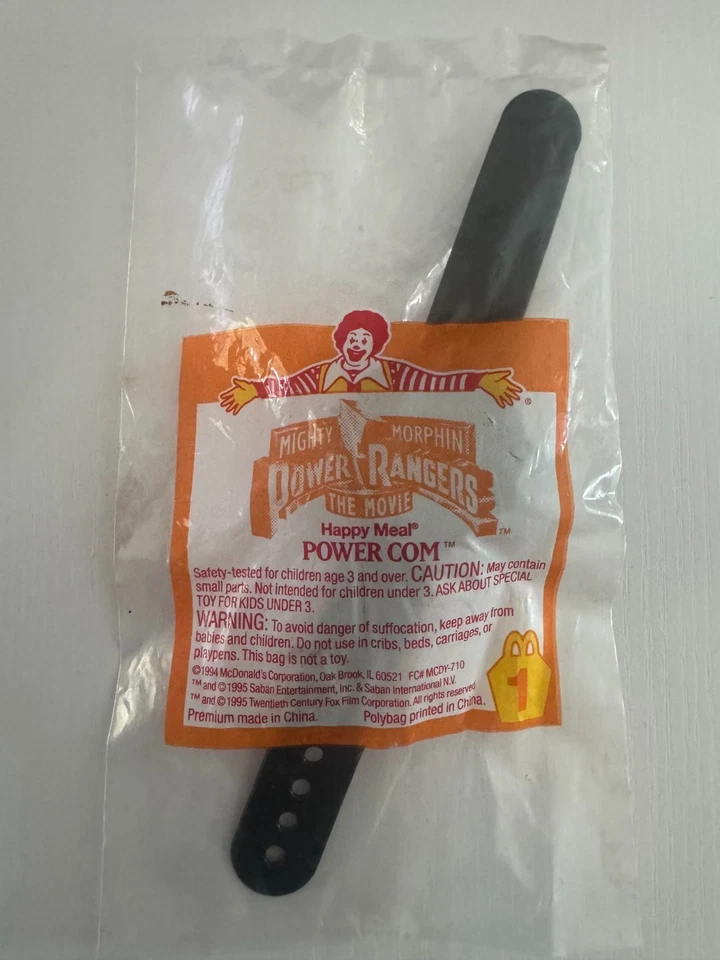 ®
MIGHTY MORPHIN
POWER RANGERS
THE MOVIE
TM
Happy Meal®
POWER COM™
Safety-tested for children age 3 and over. CAUTION: May contain
small parts. Not intended for children under 3. ASK ABOUT SPECIAL
TOY FOR KIDS UNDER 3.
WARNING: To avoid danger of suffocation, keep away from
babies and children. Do not use in cribs, beds, carriages, or
playpens. This bag is not a toy.
©1994 McDonald's Corporation, Oak Brook, IL 60521 FC# MCDY-710
™ and © 1995 Saban Entertainment, Inc. & Saban International N.V.
™ and © 1995 Twentieth Century Fox Film Corporation. All rights reserved
Premium made in China. Polybag printed in China.
1